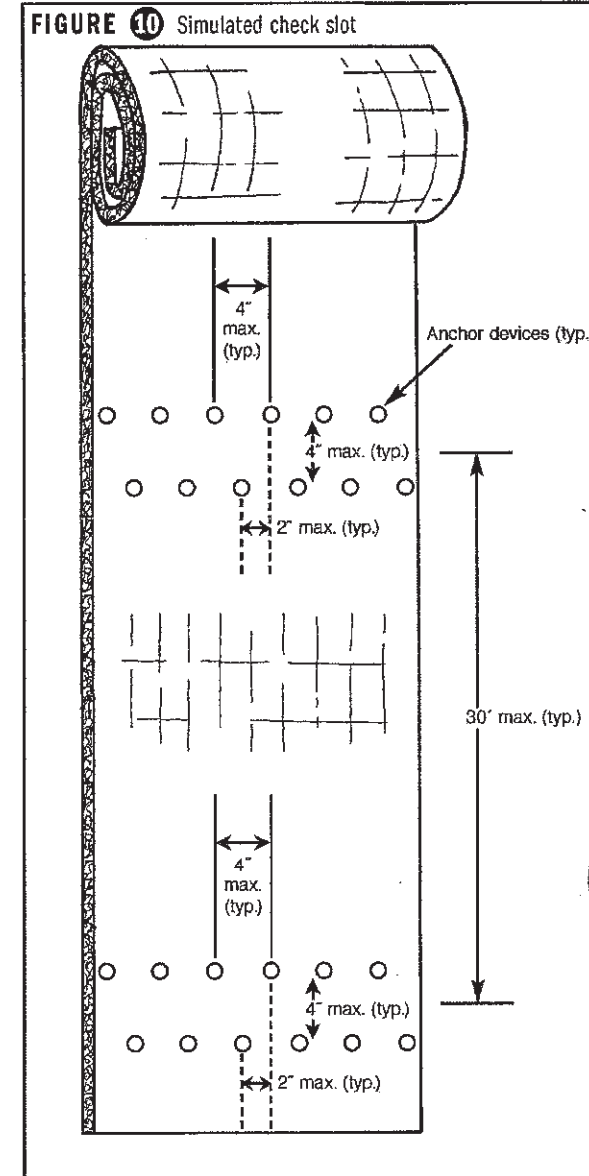 FIGURE 10 Simulated check slot
4"
max.
(typ.)
Anchor devices (typ.
4" max. (typ.)
2" max. (typ.)
30' max. (typ.)
4"
max.
(typ.)
4" max. (typ.)
2" max. (typ.)